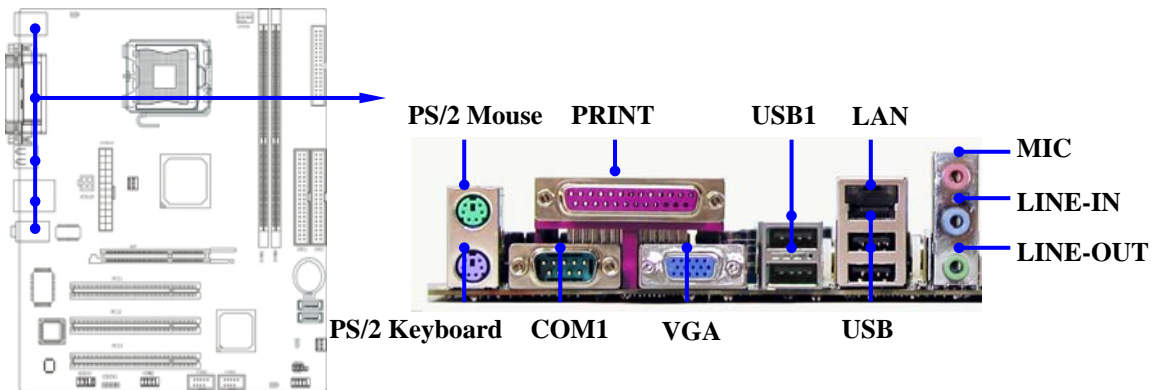 PS/2 Mouse PRINT USB1 LAN
MIC
LINE-IN
LINE-OUT
PS/2 Keyboard COM1 VGA USB